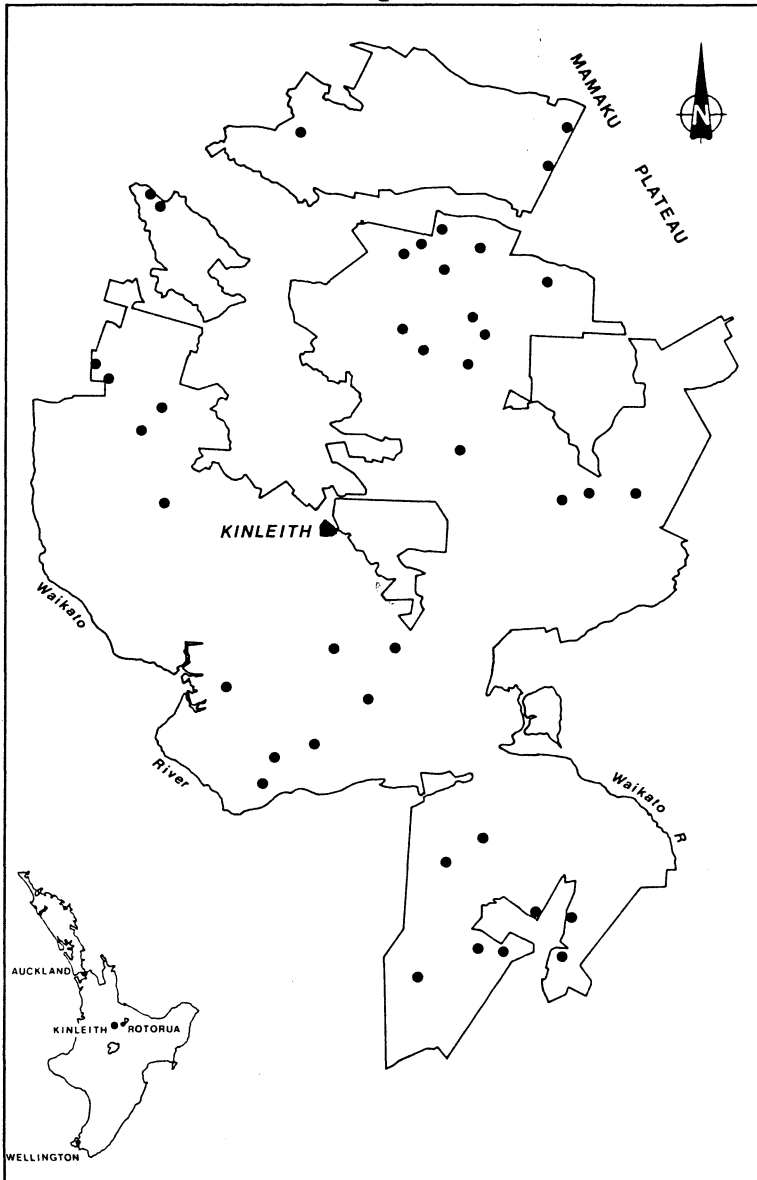 MAMAKU
PLATEAU
N
KINLEITH
Waikato
River
Waikato R
AUCKLAND
KINLEITH
ROTORUA
WELLINGTON